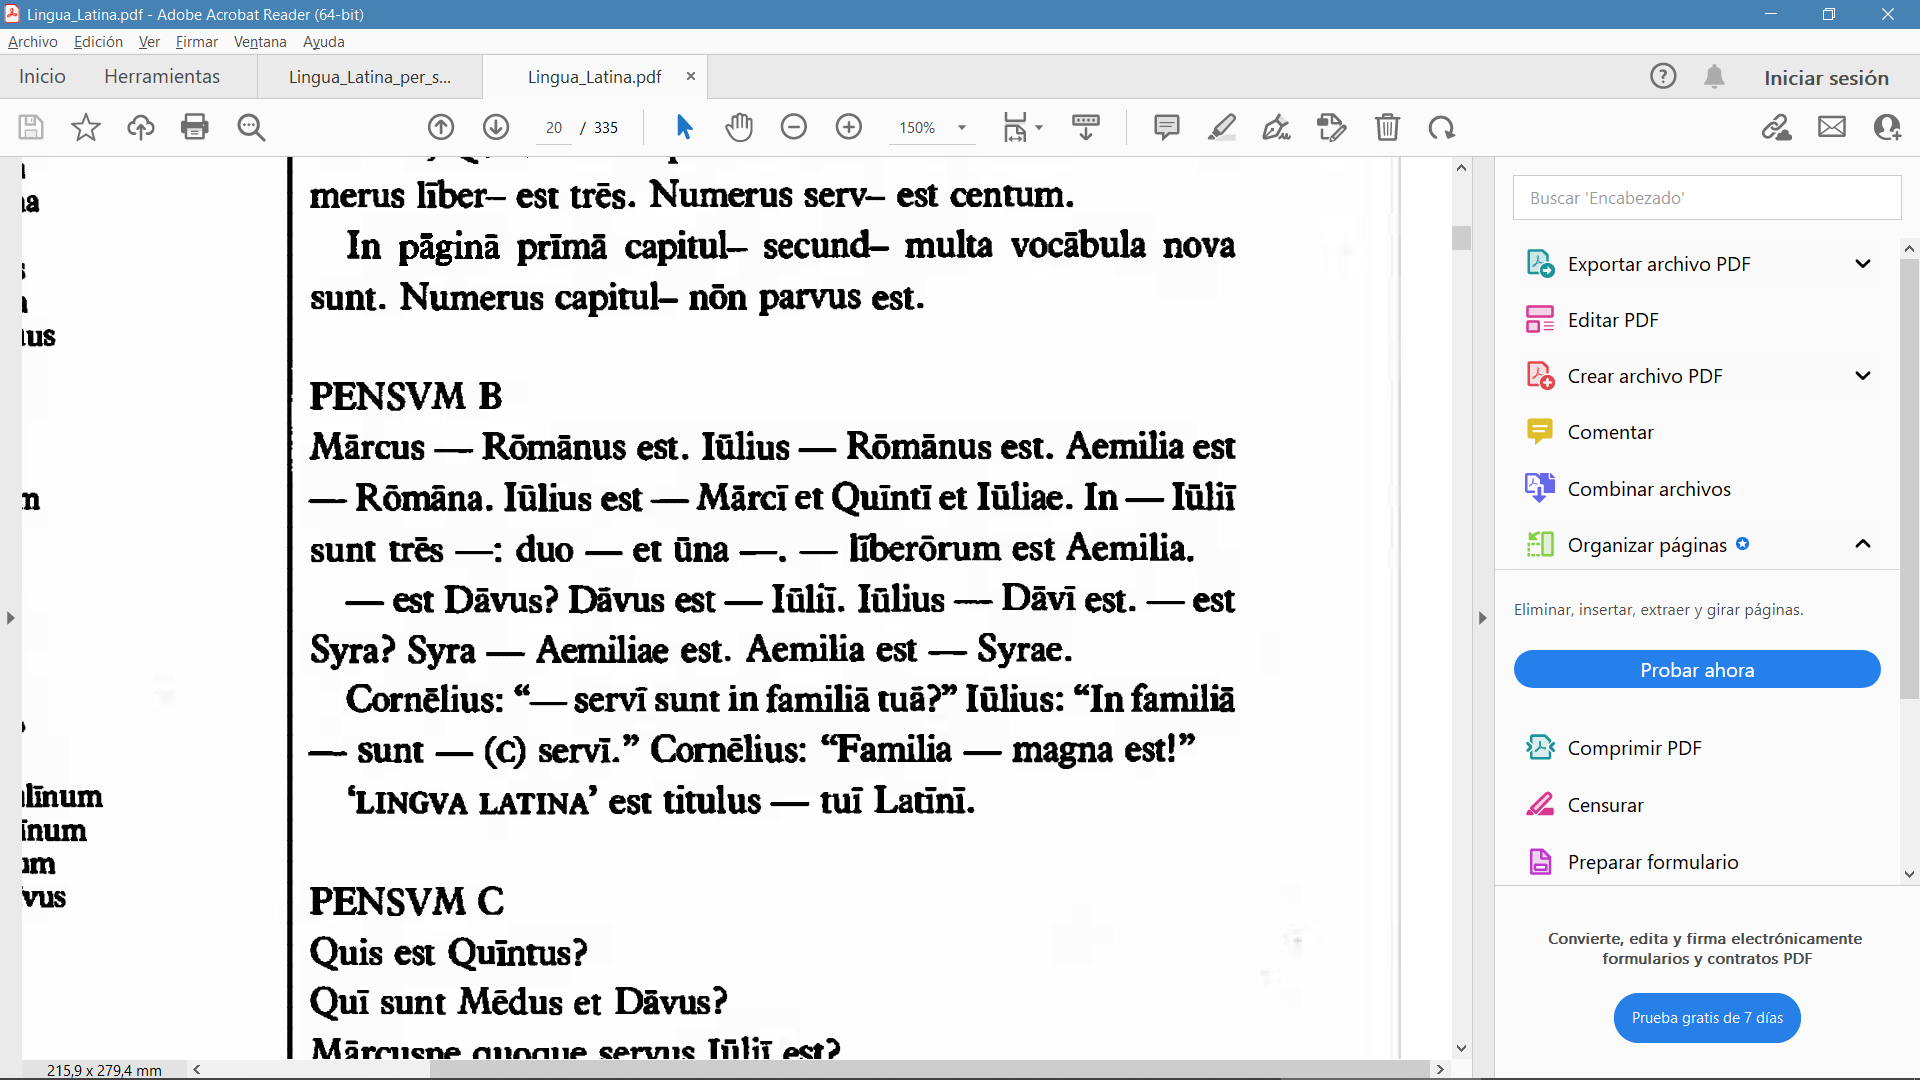 Lingua_Latina.pdf - Adobe Acrobat Reader (64-bit)
Archivo Edición Ver Firmar Ventana Ayuda
Inicio Herramientas Lingua_Latina_per_s... Lingua_Latina.pdf Iniciar sesión
20 / 335 150%
merus līber– est trēs. Numerus serv– est centum.
In pāginā prīmā capitul– secund– multa vocābula nova
sunt. Numerus capitul– nōn parvus est.
PENSVM B
Mārcus — Rōmānus est. Iūlius — Rōmānus est. Aemilia est
— Rōmāna. Iūlius est — Mārcī et Quīntī et Iūliae. In — Iūliī
sunt trēs —: duo — et ūna —. — līberōrum est Aemilia.
— est Dāvus? Dāvus est — Iūliī. Iūlius — Dāvī est. — est
Syra? Syra — Aemiliae est. Aemilia est — Syrae.
Cornēlius: “— servī sunt in familiā tuā?” Iūlius: “In familiā
— sunt — (C) servī.” Cornēlius: “Familia — magna est!”
‘LINGVA LATINA’ est titulus — tuī Latīnī.
PENSVM C
Quis est Quīntus?
Quī sunt Mēdus et Dāvus?
Mārcusne quoque servus Iūliī est?
215,9 x 279,4 mm
Buscar 'Encabezado'
Exportar archivo PDF
Editar PDF
Crear archivo PDF
Comentar
Combinar archivos
Organizar páginas
Eliminar, insertar, extraer y girar páginas.
Probar ahora
Comprimir PDF
Censurar
Preparar formulario
Convierte, edita y firma electrónicamente
formularios y contratos PDF
Prueba gratis de 7 días